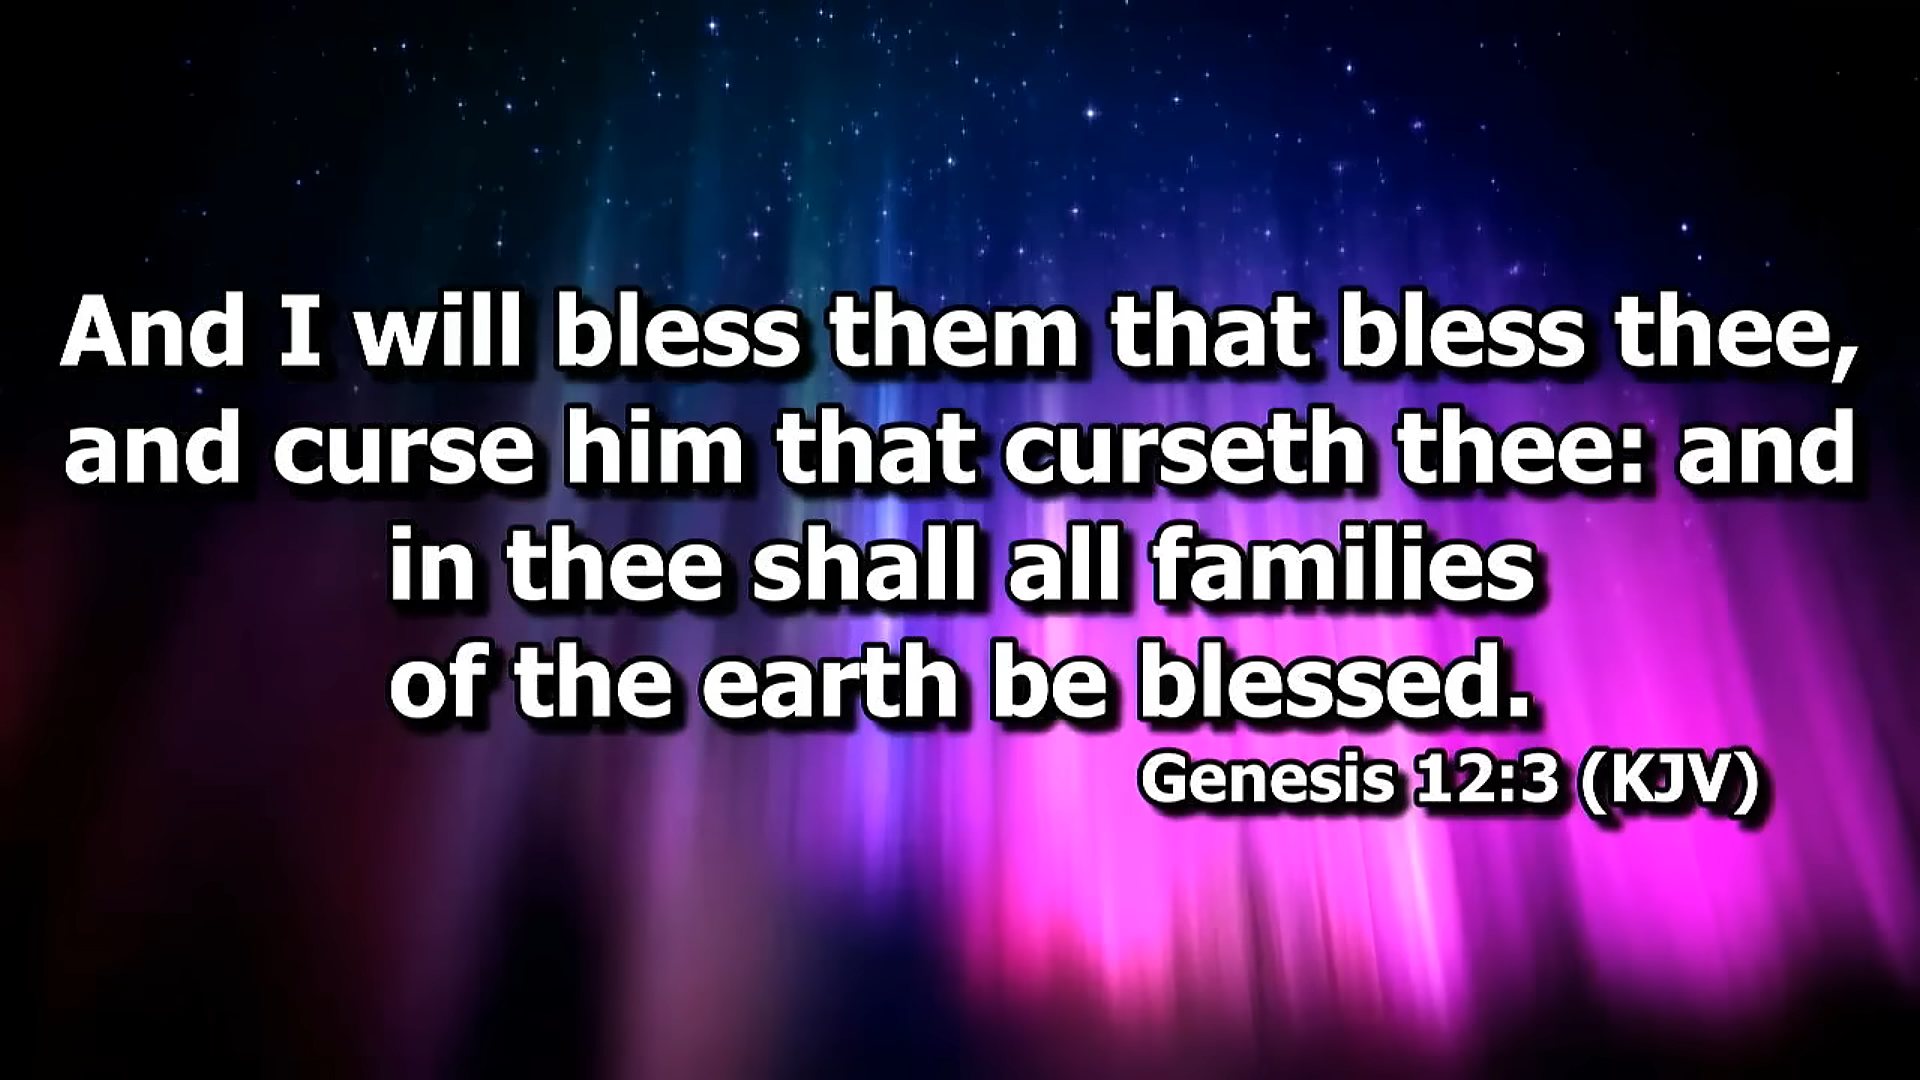 And I will bless them that bless thee,
and curse him that curseth thee: and
in thee shall all families
of the earth be blessed.
Genesis 12:3 (KJV)